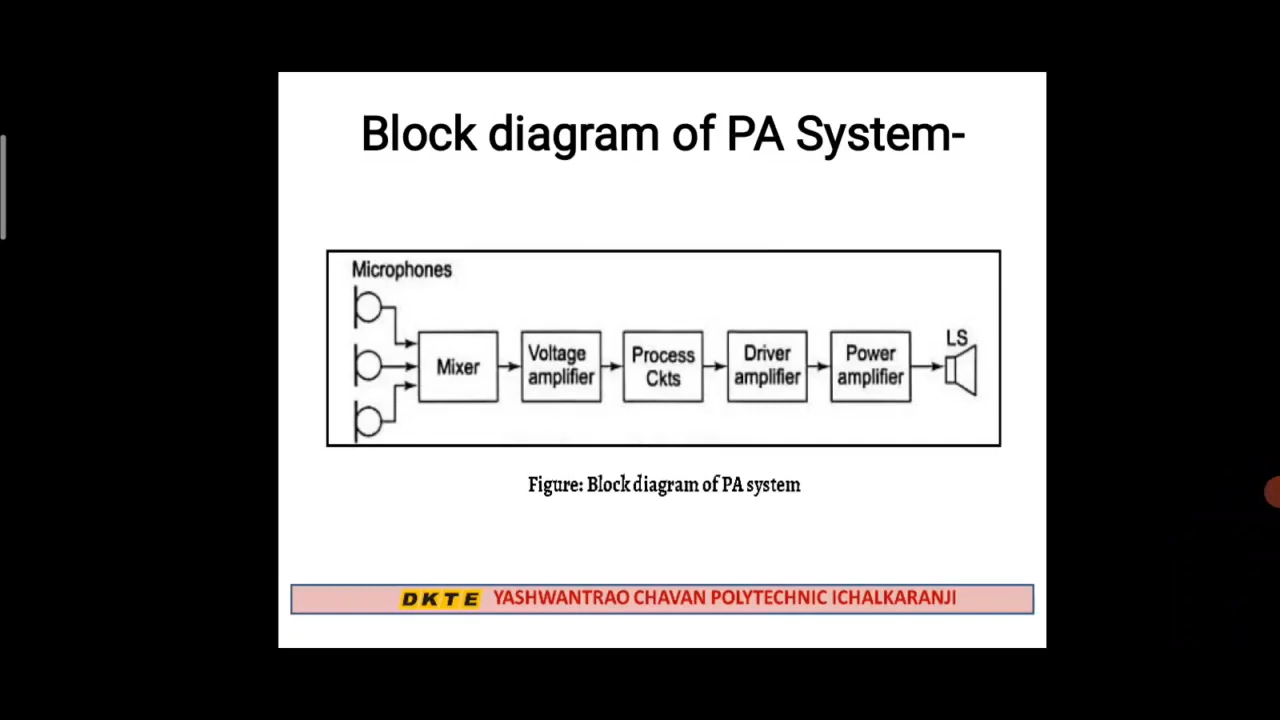 Block diagram of PA System-
Microphones
Mixer
Voltage
amplifier
Process
Ckts
Driver
amplifier
Power
amplifier
LS
Figure: Block diagram of PA system
DKTE YASHWANTRAO CHAVAN POLYTECHNIC ICHALKARANJI